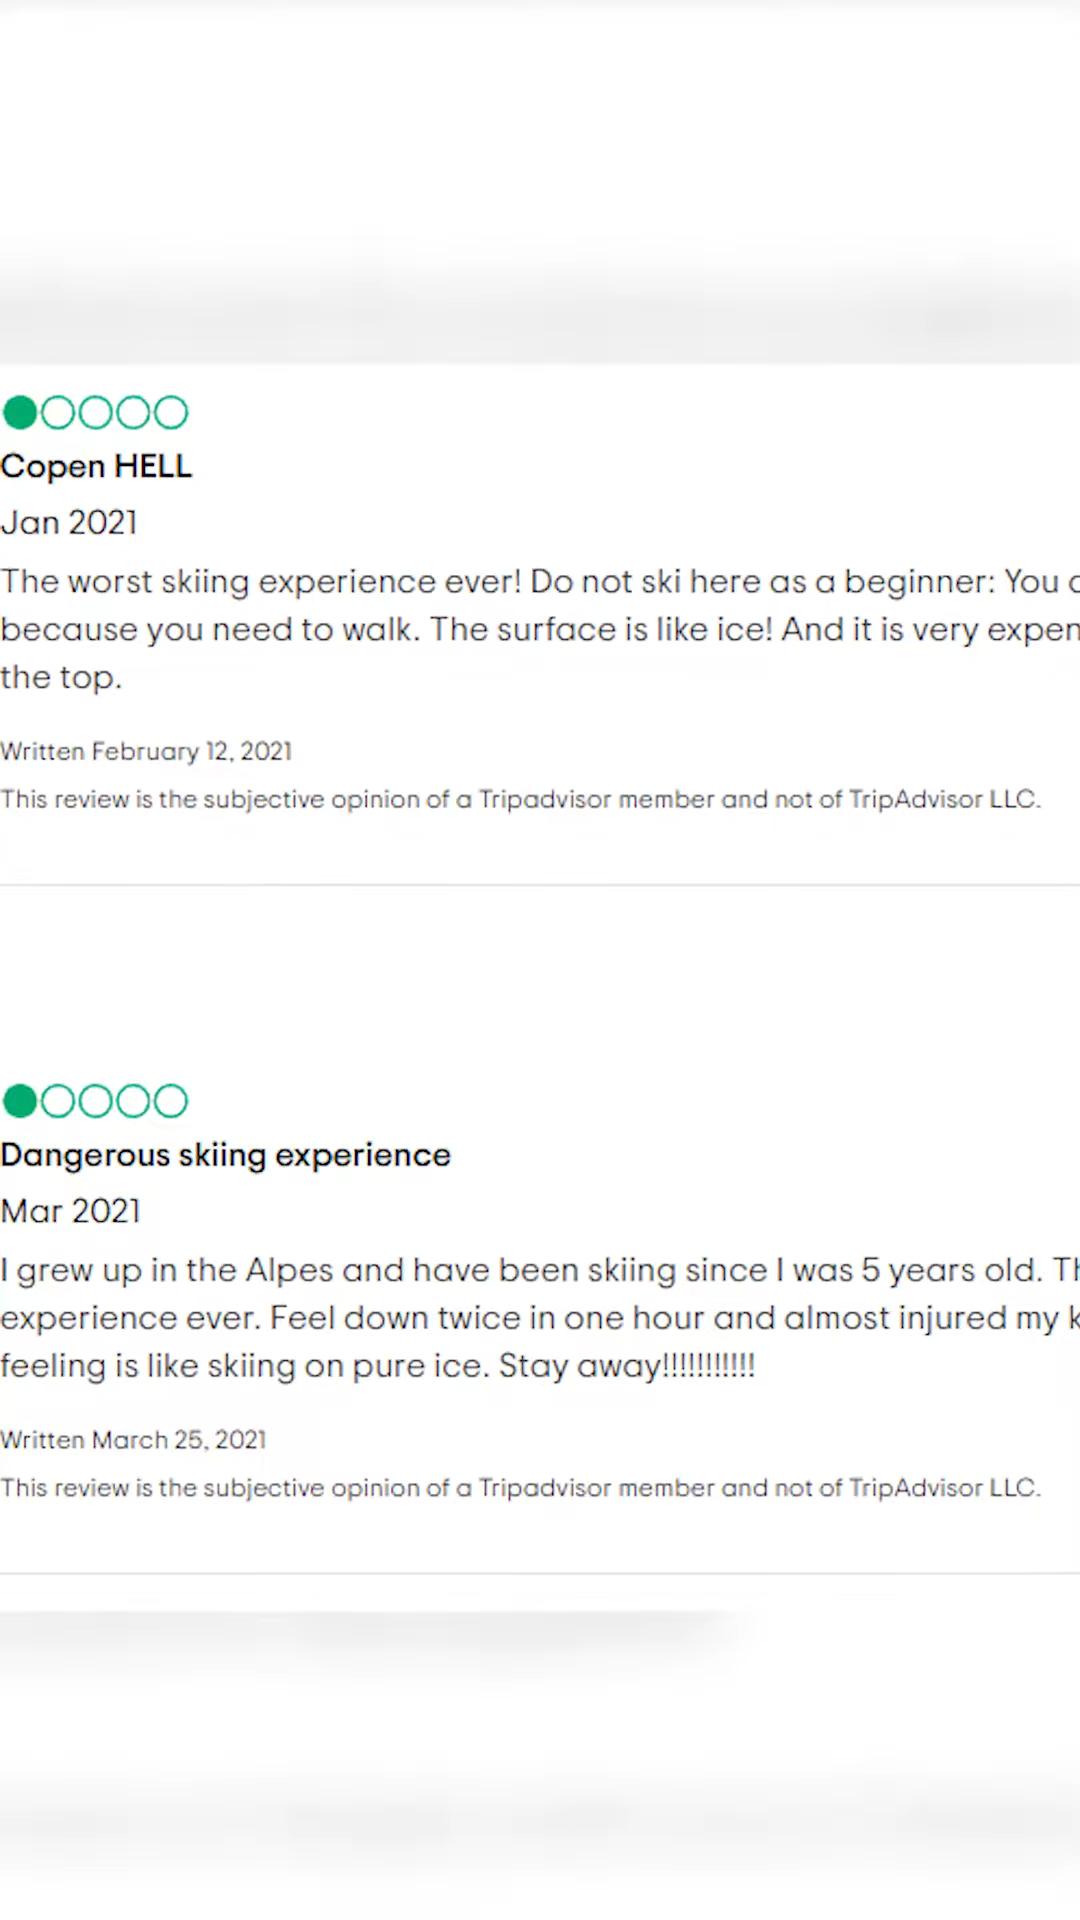 Copen HELL
Jan 2021
The worst skiing experience ever! Do not ski here as a beginner: You
because you need to walk. The surface is like ice! And it is very
the top.
Written February 12, 2021
This review is the subjective opinion of a Tripadvisor member and not of TripAdvisor LLC.
Dangerous skiing experience
Mar 2021
I grew up in the Alpes and have been skiing since I was 5 years old.
experience ever. Feel down twice in one hour and almost injured my
feeling is like skiing on pure ice. Stay away!!!!!!!!!!!
Written March 25, 2021
This review is the subjective opinion of a Tripadvisor member and not of TripAdvisor LLC.